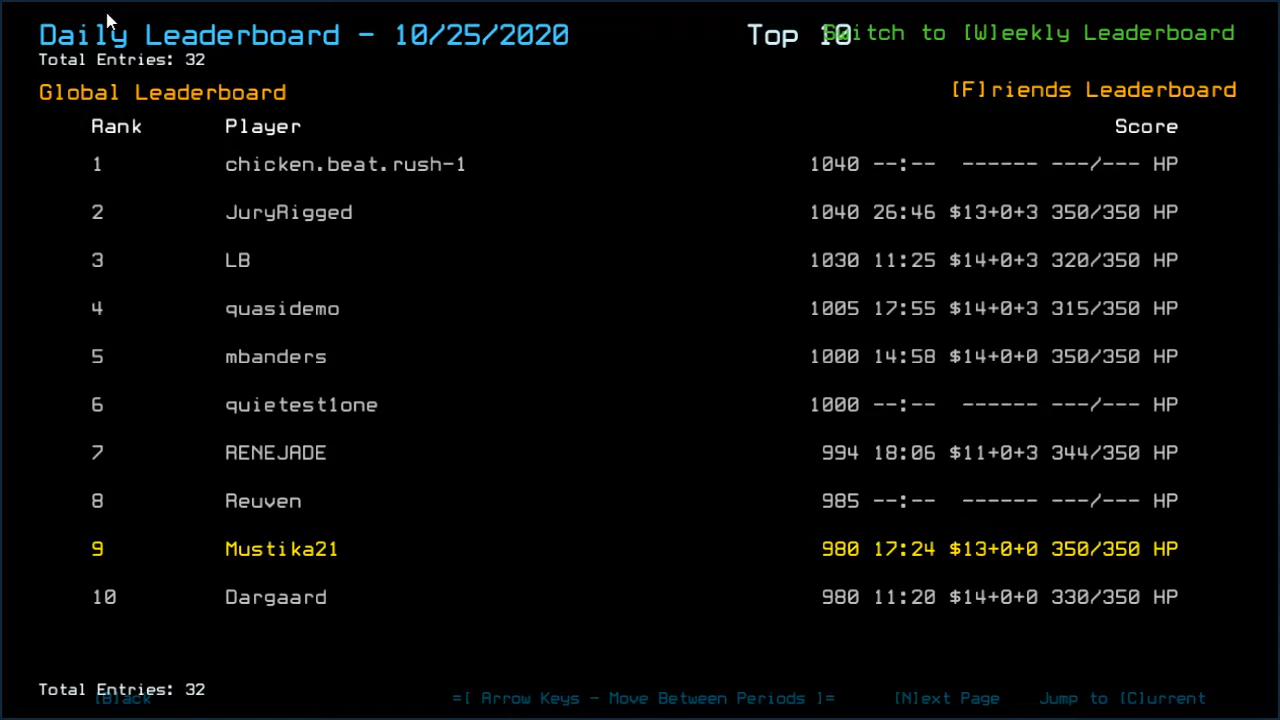 Daily Leaderboard - 10/25/2020 Top 10 Switch to [W]eekly Leaderboard
Total Entries: 32
Global Leaderboard [F]riends Leaderboard
Rank Player Score
1 chicken.beat.rush-1 1040 --:-- ------ ---/--- HP
2 JuryRigged 1040 26:46 $13+0+3 350/350 HP
3 LB 1030 11:25 $14+0+3 320/350 HP
4 quasidemo 1005 17:55 $14+0+3 315/350 HP
5 mbanders 1000 14:58 $14+0+0 350/350 HP
6 quietest1one 1000 --:-- ------ ---/--- HP
7 RENEJADE 994 18:06 $11+0+3 344/350 HP
8 Reuven 985 --:-- ------ ---/--- HP
9 Mustika21 980 17:24 $13+0+0 350/350 HP
10 Dargaard 980 11:20 $14+0+0 330/350 HP
Total Entries: 32
[B]ack =[ Arrow Keys - Move Between Periods ]= [N]ext Page Jump to [C]urrent